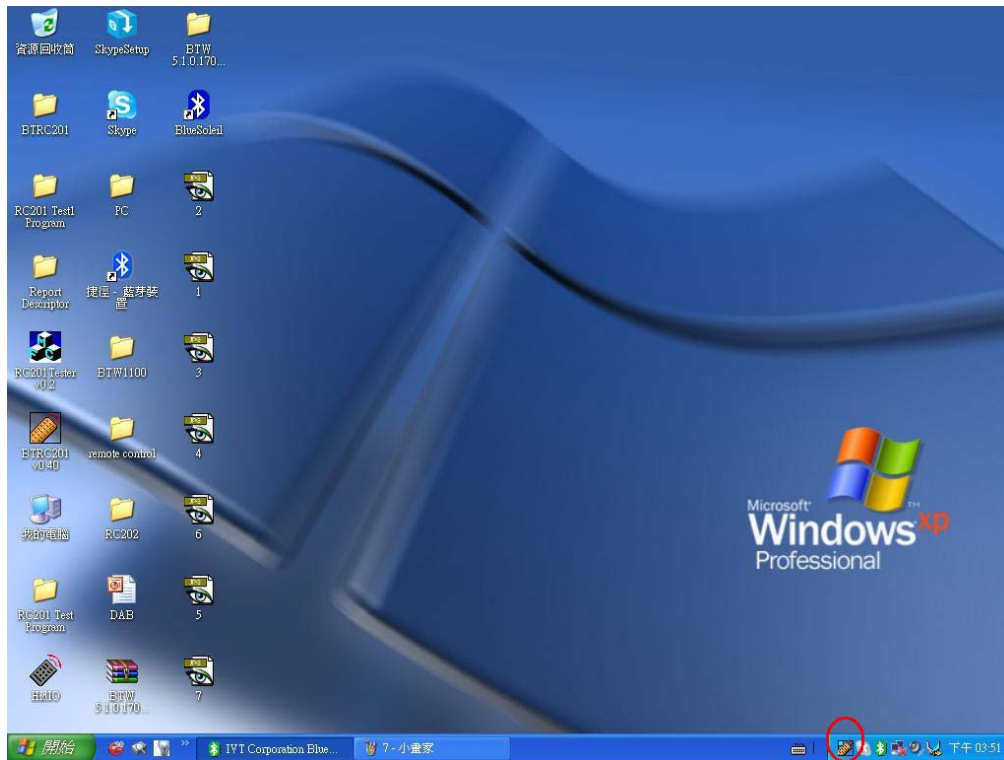 資源回收筒
SkypeSetup
BTW
5.1.0.170...
BTRC201
Skype
BlueSoleil
RC201 Test1
Program
PC
2
Report
Descriptor
捷徑 - 藍芽裝
置
1
RC201Tester
v0.2
BTW1100
3
BTRC201
v0.40
remote control
4
我的電腦
RC202
6
RC201 Test
Program
DAB
5
HidIO
BTW
5.1.0.170...
7
Microsoft
Windows xp
Professional
開始
IVT Corporation Blue...
7 - 小畫家
下午 03:51